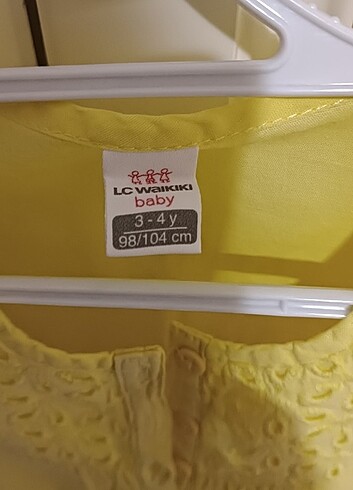 LC WAIKIKI
baby
3 - 4 y
98/104 cm